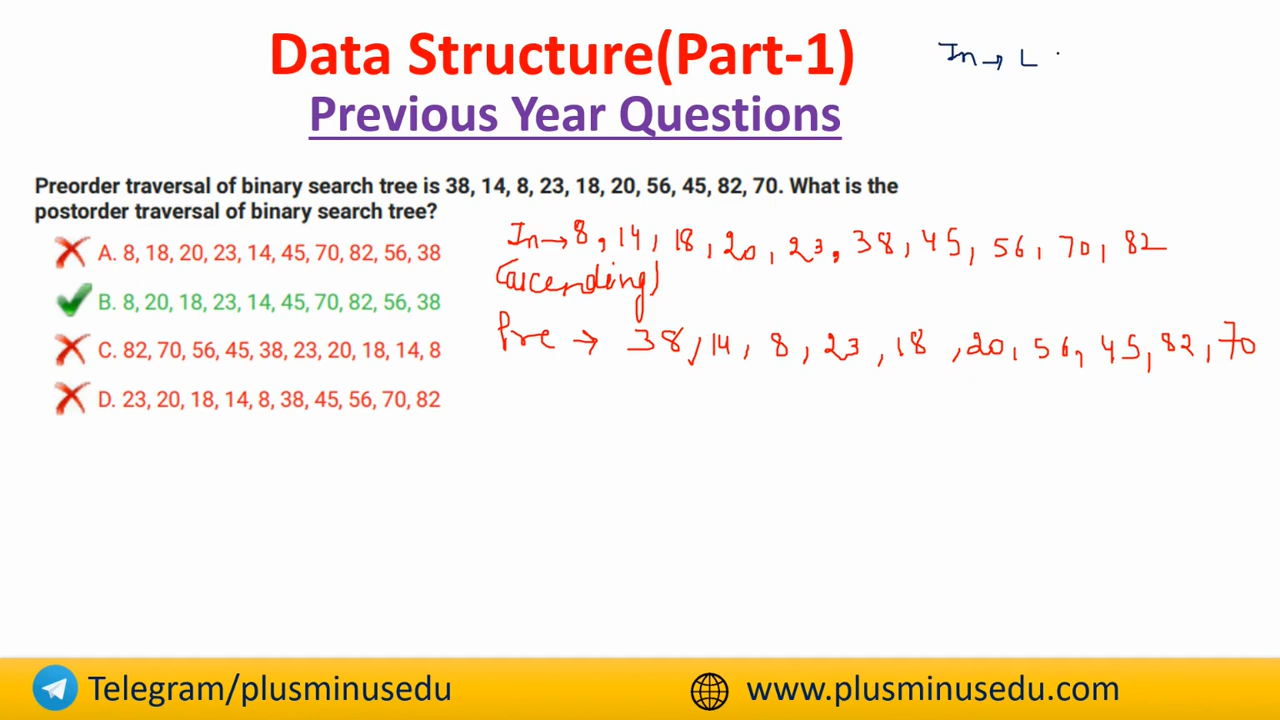 Data Structure(Part-1)
In → L
Previous Year Questions
Preorder traversal of binary search tree is 38, 14, 8, 23, 18, 20, 56, 45, 82, 70. What is the
postorder traversal of binary search tree?
A. 8, 18, 20, 23, 14, 45, 70, 82, 56, 38
B. 8, 20, 18, 23, 14, 45, 70, 82, 56, 38
C. 82, 70, 56, 45, 38, 23, 20, 18, 14, 8
D. 23, 20, 18, 14, 8, 38, 45, 56, 70, 82
In → 8, 14, 18, 20, 23, 38, 45, 56, 70, 82
(ascending)
Pre → 38, 14, 8, 23, 18, 20, 56, 45, 82, 70
Telegram/plusminusedu
www.plusminusedu.com